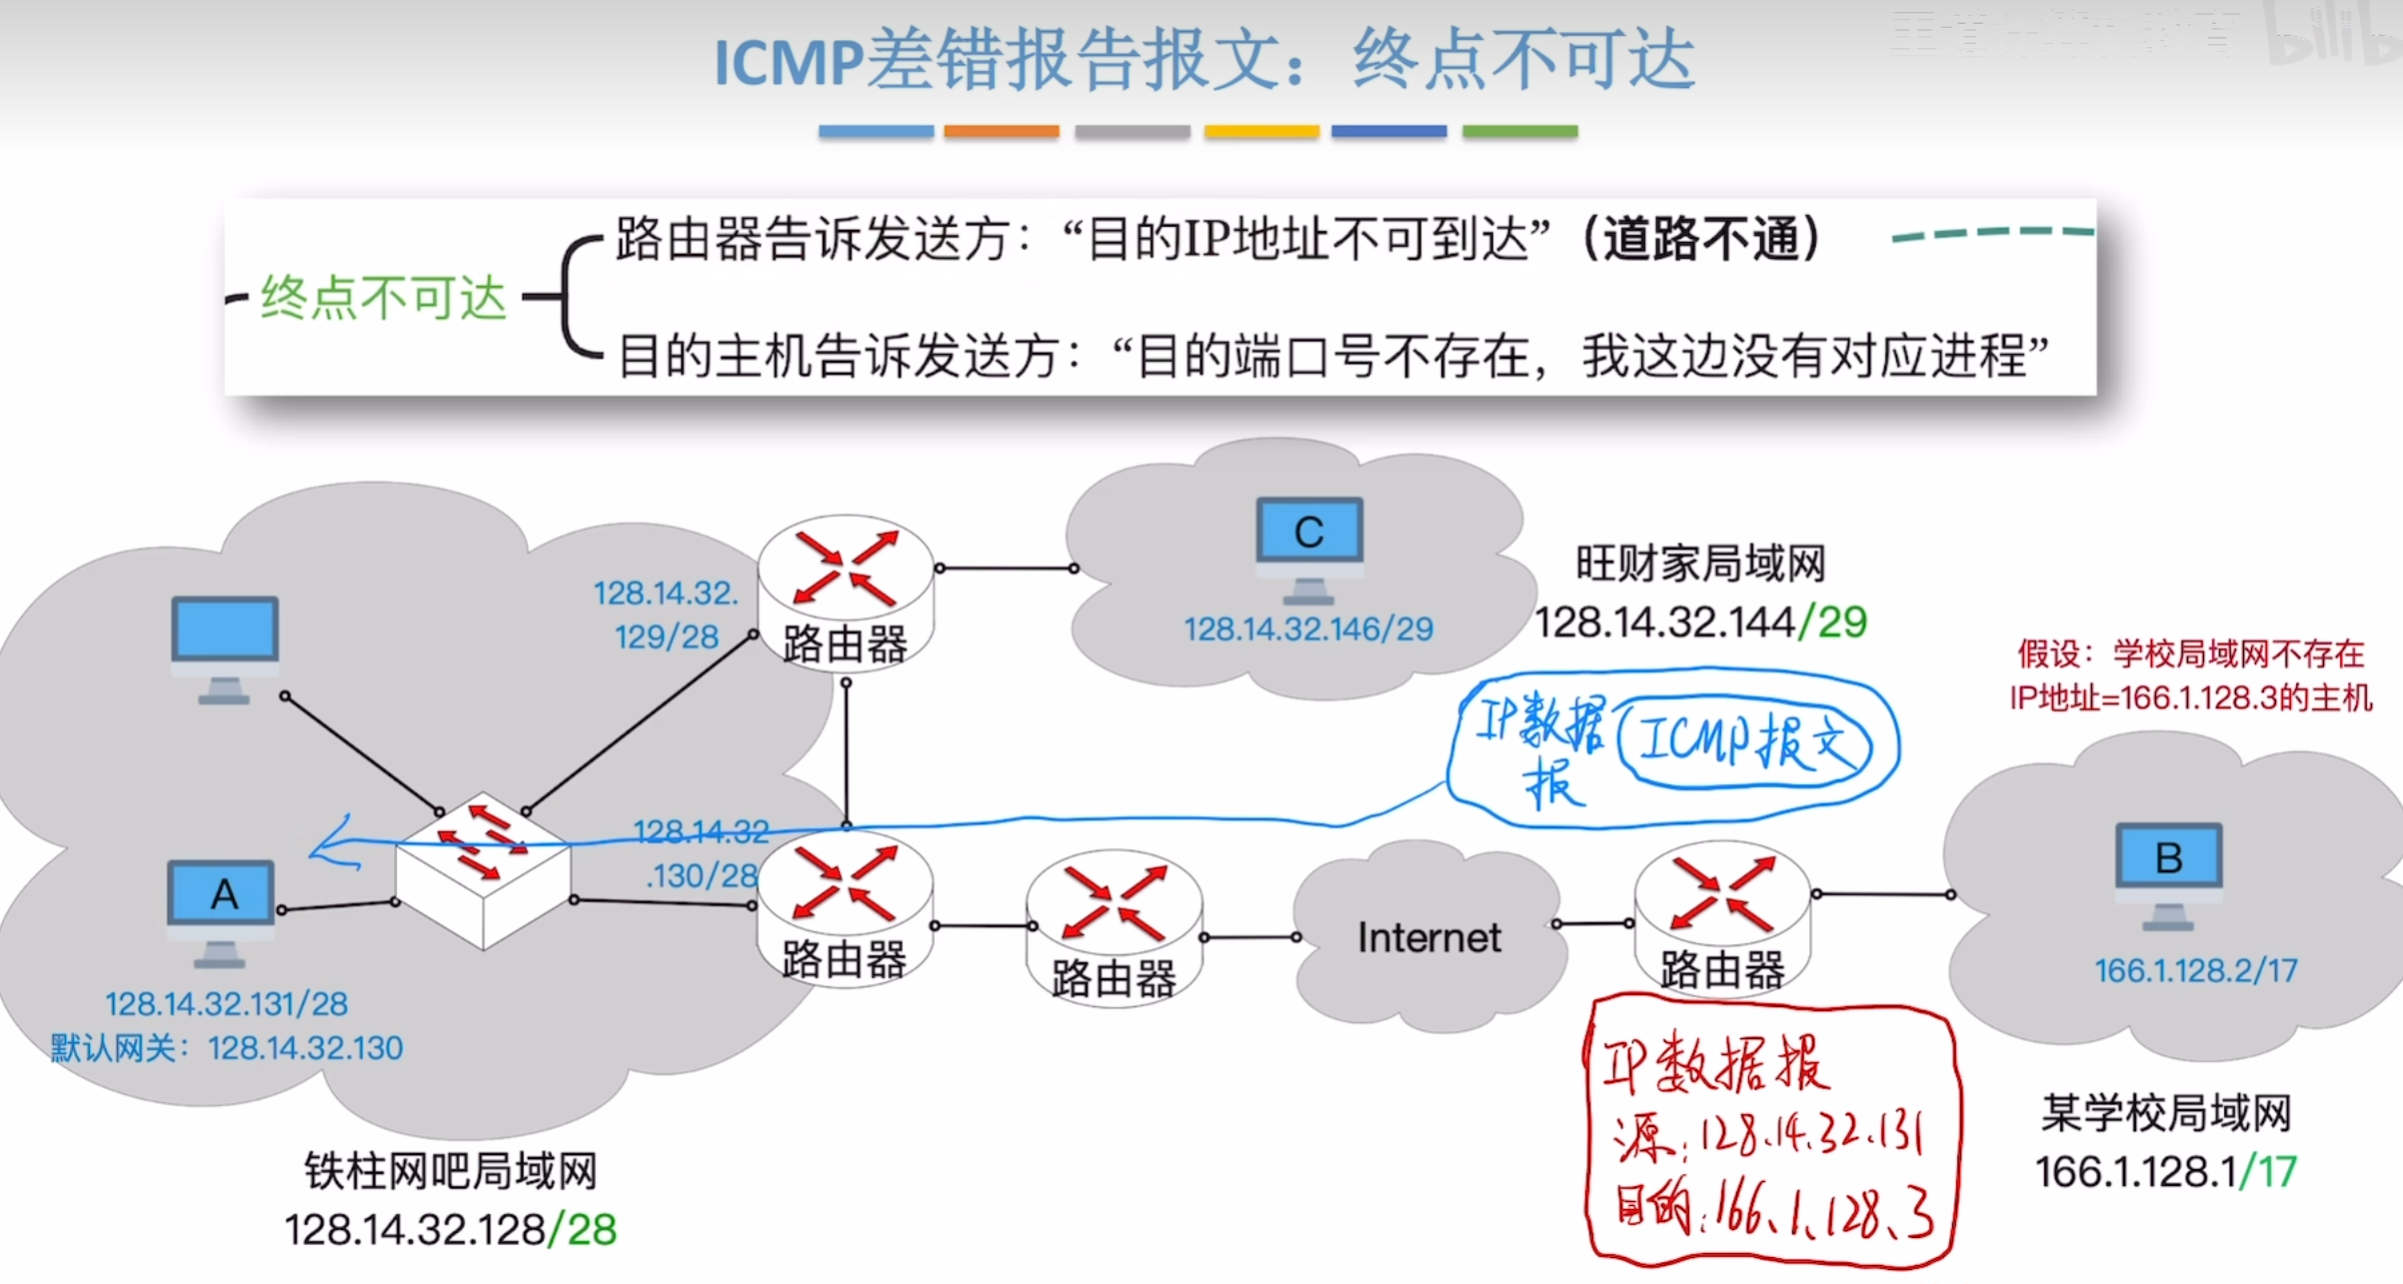 ICMP差错报告报文：终点不可达
路由器告诉发送方：“目的IP地址不可到达”（道路不通）
终点不可达
目的主机告诉发送方：“目的端口号不存在，我这边没有对应进程”
C
128.14.32.146/29
旺财家局域网
128.14.32.144/29
128.14.32.
129/28
路由器
假设：学校局域网不存在
IP地址=166.1.128.3的主机
IP数据
报
ICMP报文
128.14.32
.130/28
A
128.14.32.131/28
默认网关：128.14.32.130
路由器
路由器
Internet
路由器
B
166.1.128.2/17
IP数据报
源:128.14.32.131
目的:166.1.128.3
铁柱网吧局域网
128.14.32.128/28
某学校局域网
166.1.128.1/17